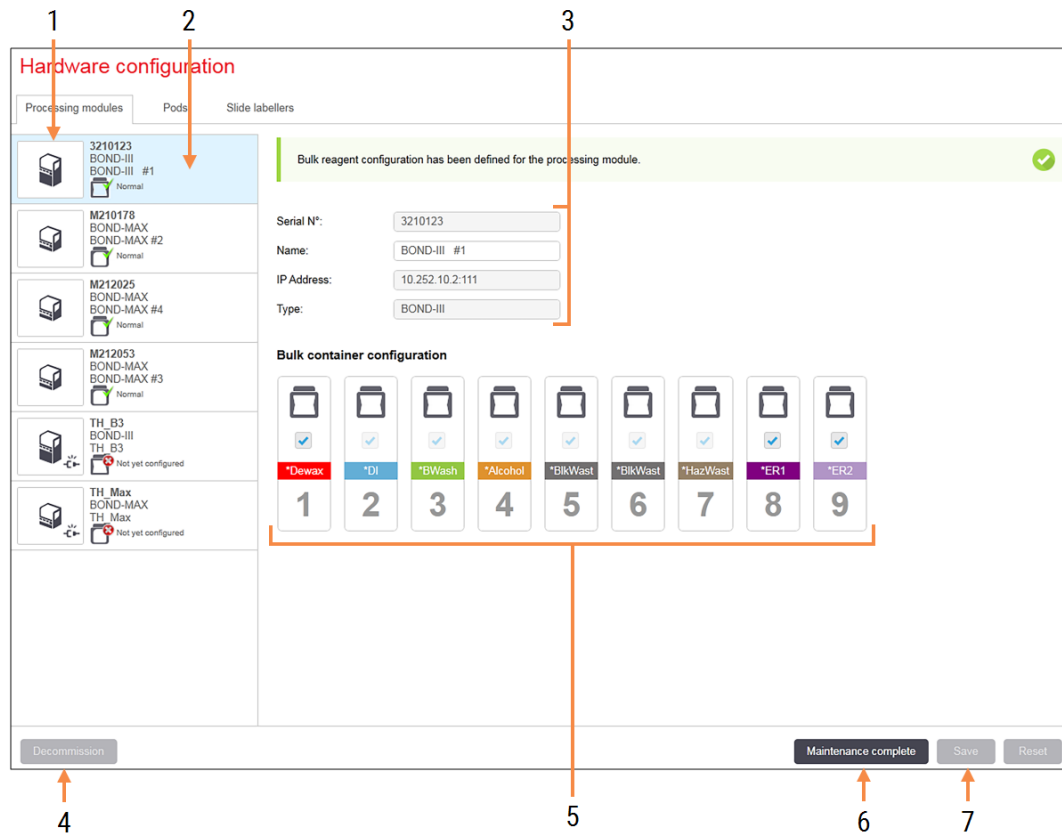 1 2 3
Hardware configuration
Processing modules Pods Slide labellers
3210123
BOND-III
BOND-III #1
Normal
M210178
BOND-MAX
BOND-MAX #2
Normal
M212025
BOND-MAX
BOND-MAX #4
Normal
M212053
BOND-MAX
BOND-MAX #3
Normal
TH_B3
BOND-III
TH_B3
Not yet configured
TH_Max
BOND-MAX
TH_Max
Not yet configured
Bulk reagent configuration has been defined for the processing module.
Serial N°: 3210123
Name: BOND-III #1
IP Address: 10.252.10.2:111
Type: BOND-III
Bulk container configuration
*Dewax *DI *BWash *Alcohol *BlkWast *BlkWast *HazWast *ER1 *ER2
1 2 3 4 5 6 7 8 9
Decommission Maintenance complete Save Reset
4 5 6 7